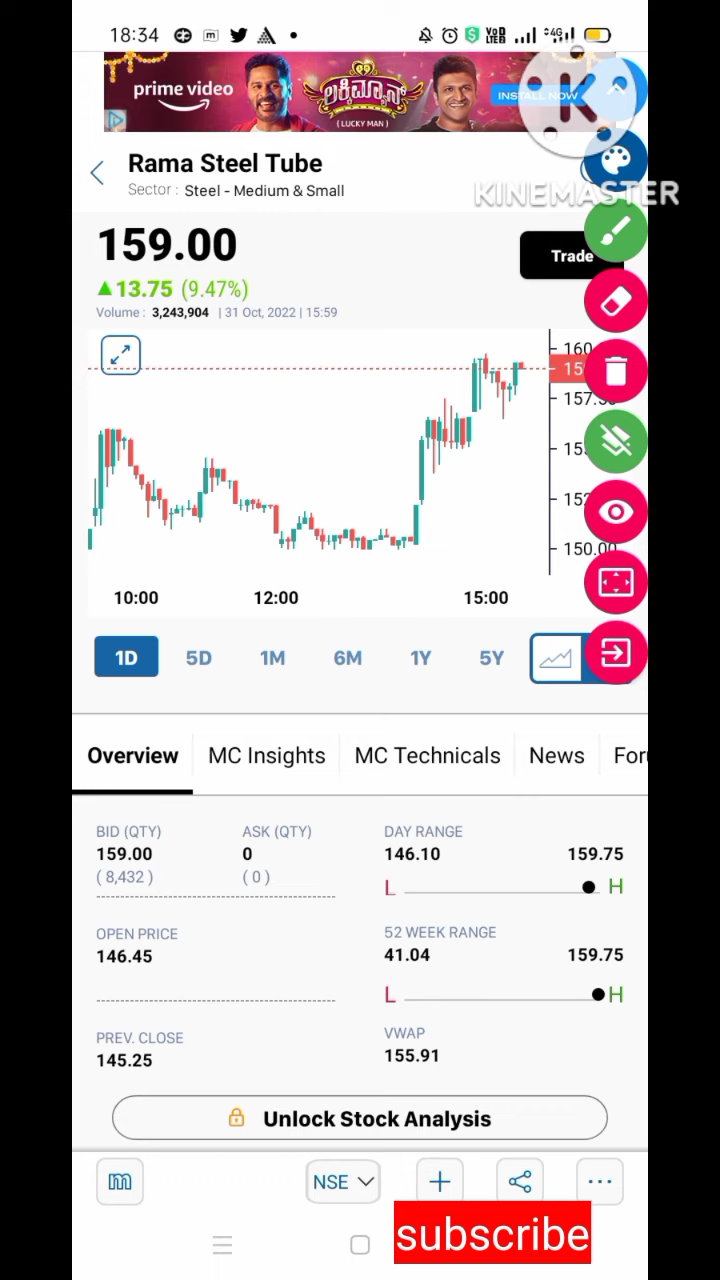 18:34
VoD LTE 4G
prime video
ಲಕ್ಕಿಮ್ಯಾನ್
( LUCKY MAN )
INSTALL NOW
KINEMASTER
Rama Steel Tube
Sector : Steel - Medium & Small
159.00
Trade
13.75 (9.47%)
Volume : 3,243,904 | 31 Oct, 2022 | 15:59
150.00
10:00 12:00 15:00
1D 5D 1M 6M 1Y 5Y
Overview MC Insights MC Technicals News
BID (QTY) ASK (QTY) DAY RANGE
159.00 0 146.10 159.75
( 8,432 ) ( 0 )
L H
OPEN PRICE 52 WEEK RANGE
146.45 41.04 159.75
L H
PREV. CLOSE VWAP
145.25 155.91
Unlock Stock Analysis
m NSE
subscribe